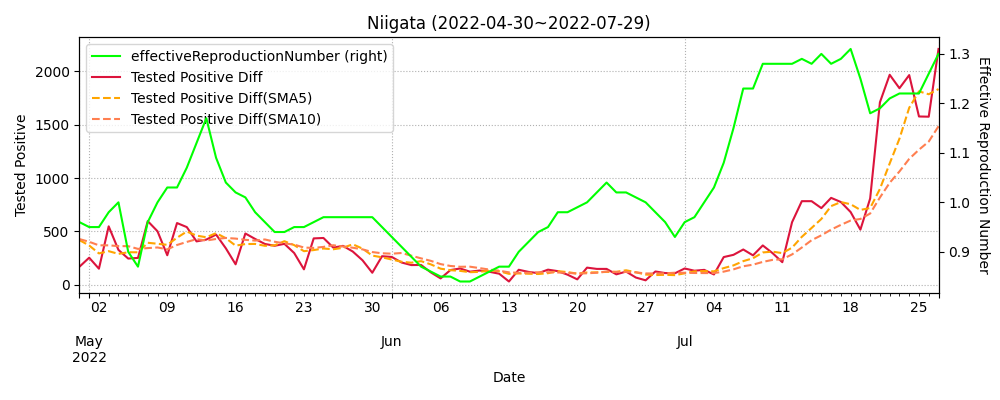 Niigata (2022-04-30~2022-07-29)
effectiveReproductionNumber (right)
Tested Positive Diff
Tested Positive Diff(SMA5)
Tested Positive Diff(SMA10)
Tested Positive
2000
1500
1000
500
0
1.3
1.2
1.1
1.0
0.9
Effective Reproduction Number
02 09 16 23 30 06 13 20 27 04 11 18 25
May Jun Jul
2022
Date